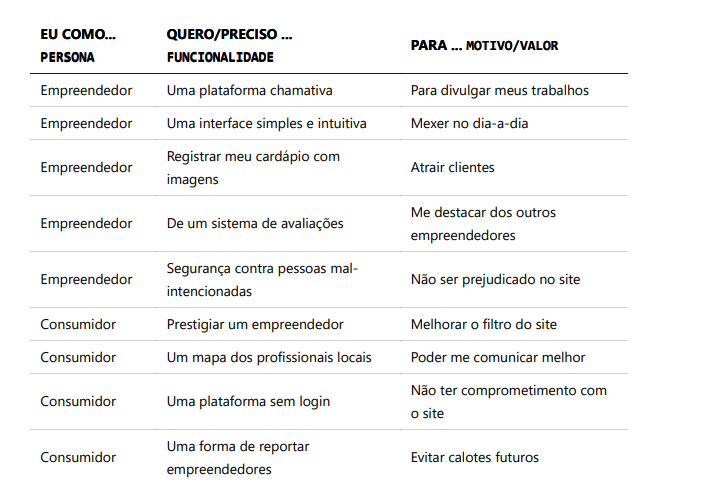 EU COMO... QUERO/PRECISO ... PARA ... MOTIVO/VALOR
PERSONA FUNCIONALIDADE
Empreendedor Uma plataforma chamativa Para divulgar meus trabalhos
Empreendedor Uma interface simples e intuitiva Mexer no dia-a-dia
Empreendedor Registrar meu cardápio com
imagens Atrair clientes
Empreendedor De um sistema de avaliações Me destacar dos outros
empreendedores
Empreendedor Segurança contra pessoas mal-
intencionadas Não ser prejudicado no site
Consumidor Prestigiar um empreendedor Melhorar o filtro do site
Consumidor Um mapa dos profissionais locais Poder me comunicar melhor
Consumidor Uma plataforma sem login Não ter comprometimento com
o site
Consumidor Uma forma de reportar
empreendedores Evitar calotes futuros